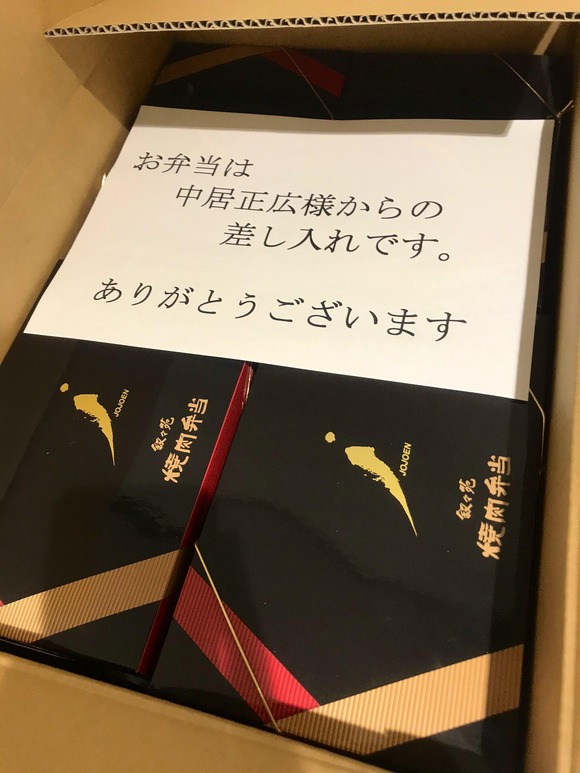 お弁当は
中居正広様からの
差し入れです。
ありがとうございます
JOJOEN
叙々苑
焼肉弁当
JOJOEN
叙々苑
焼肉弁当